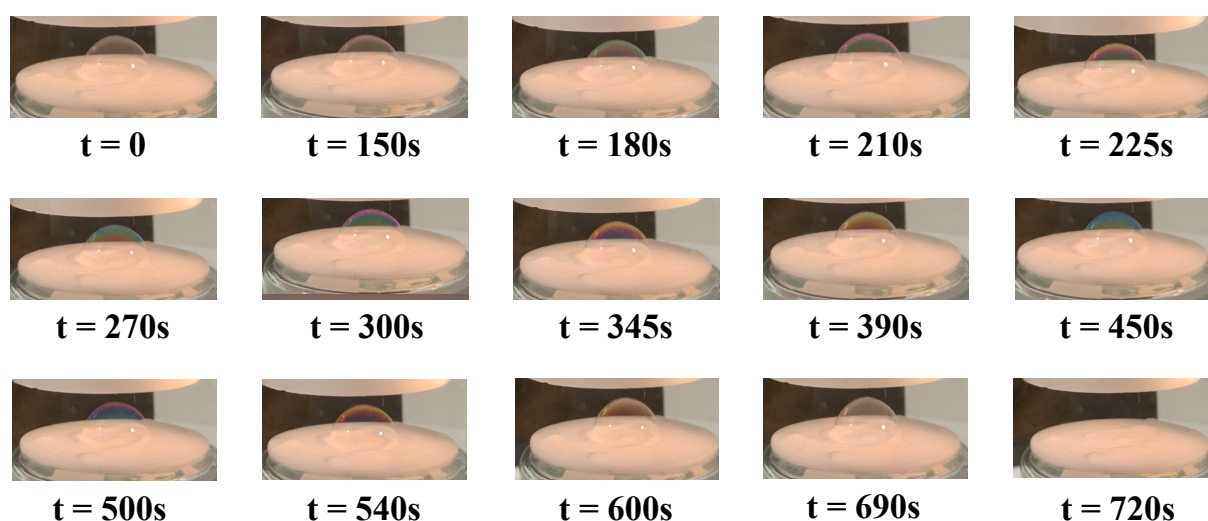 t = 0
t = 150s
t = 180s
t = 210s
t = 225s
t = 270s
t = 300s
t = 345s
t = 390s
t = 450s
t = 500s
t = 540s
t = 600s
t = 690s
t = 720s